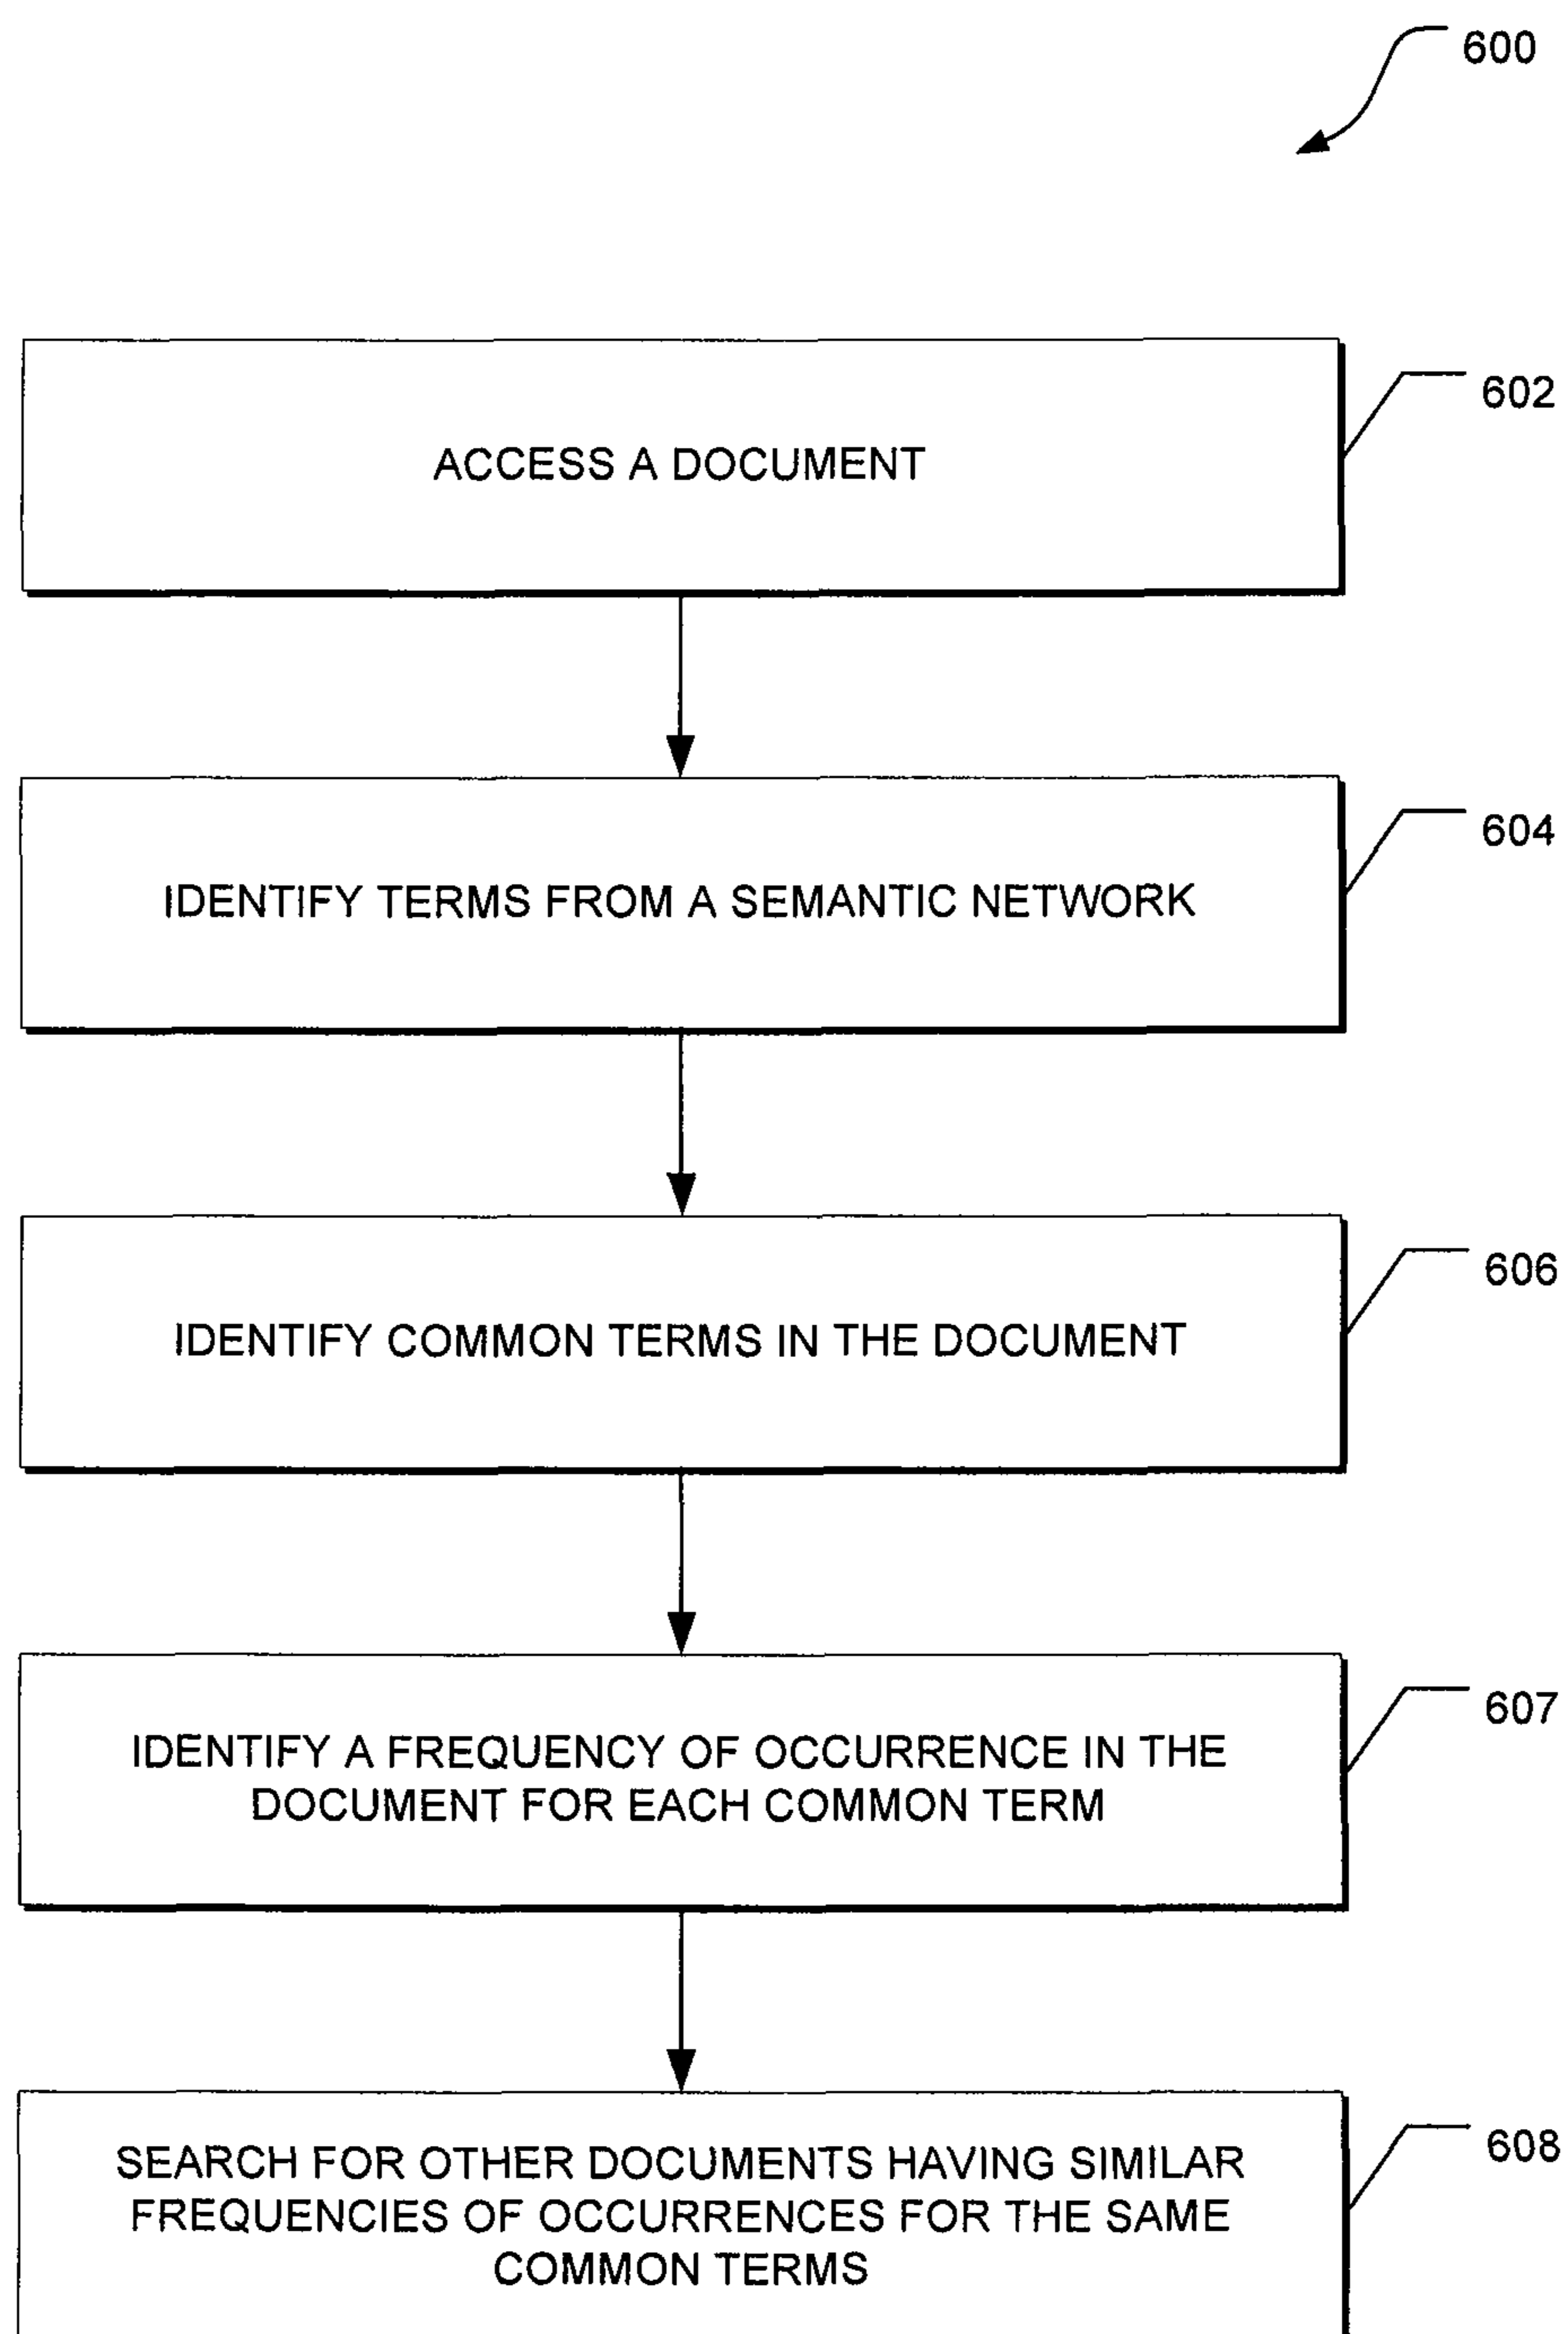 600
ACCESS A DOCUMENT
602
IDENTIFY TERMS FROM A SEMANTIC NETWORK
604
IDENTIFY COMMON TERMS IN THE DOCUMENT
606
IDENTIFY A FREQUENCY OF OCCURRENCE IN THE
DOCUMENT FOR EACH COMMON TERM
607
SEARCH FOR OTHER DOCUMENTS HAVING SIMILAR
FREQUENCIES OF OCCURRENCES FOR THE SAME
COMMON TERMS
608